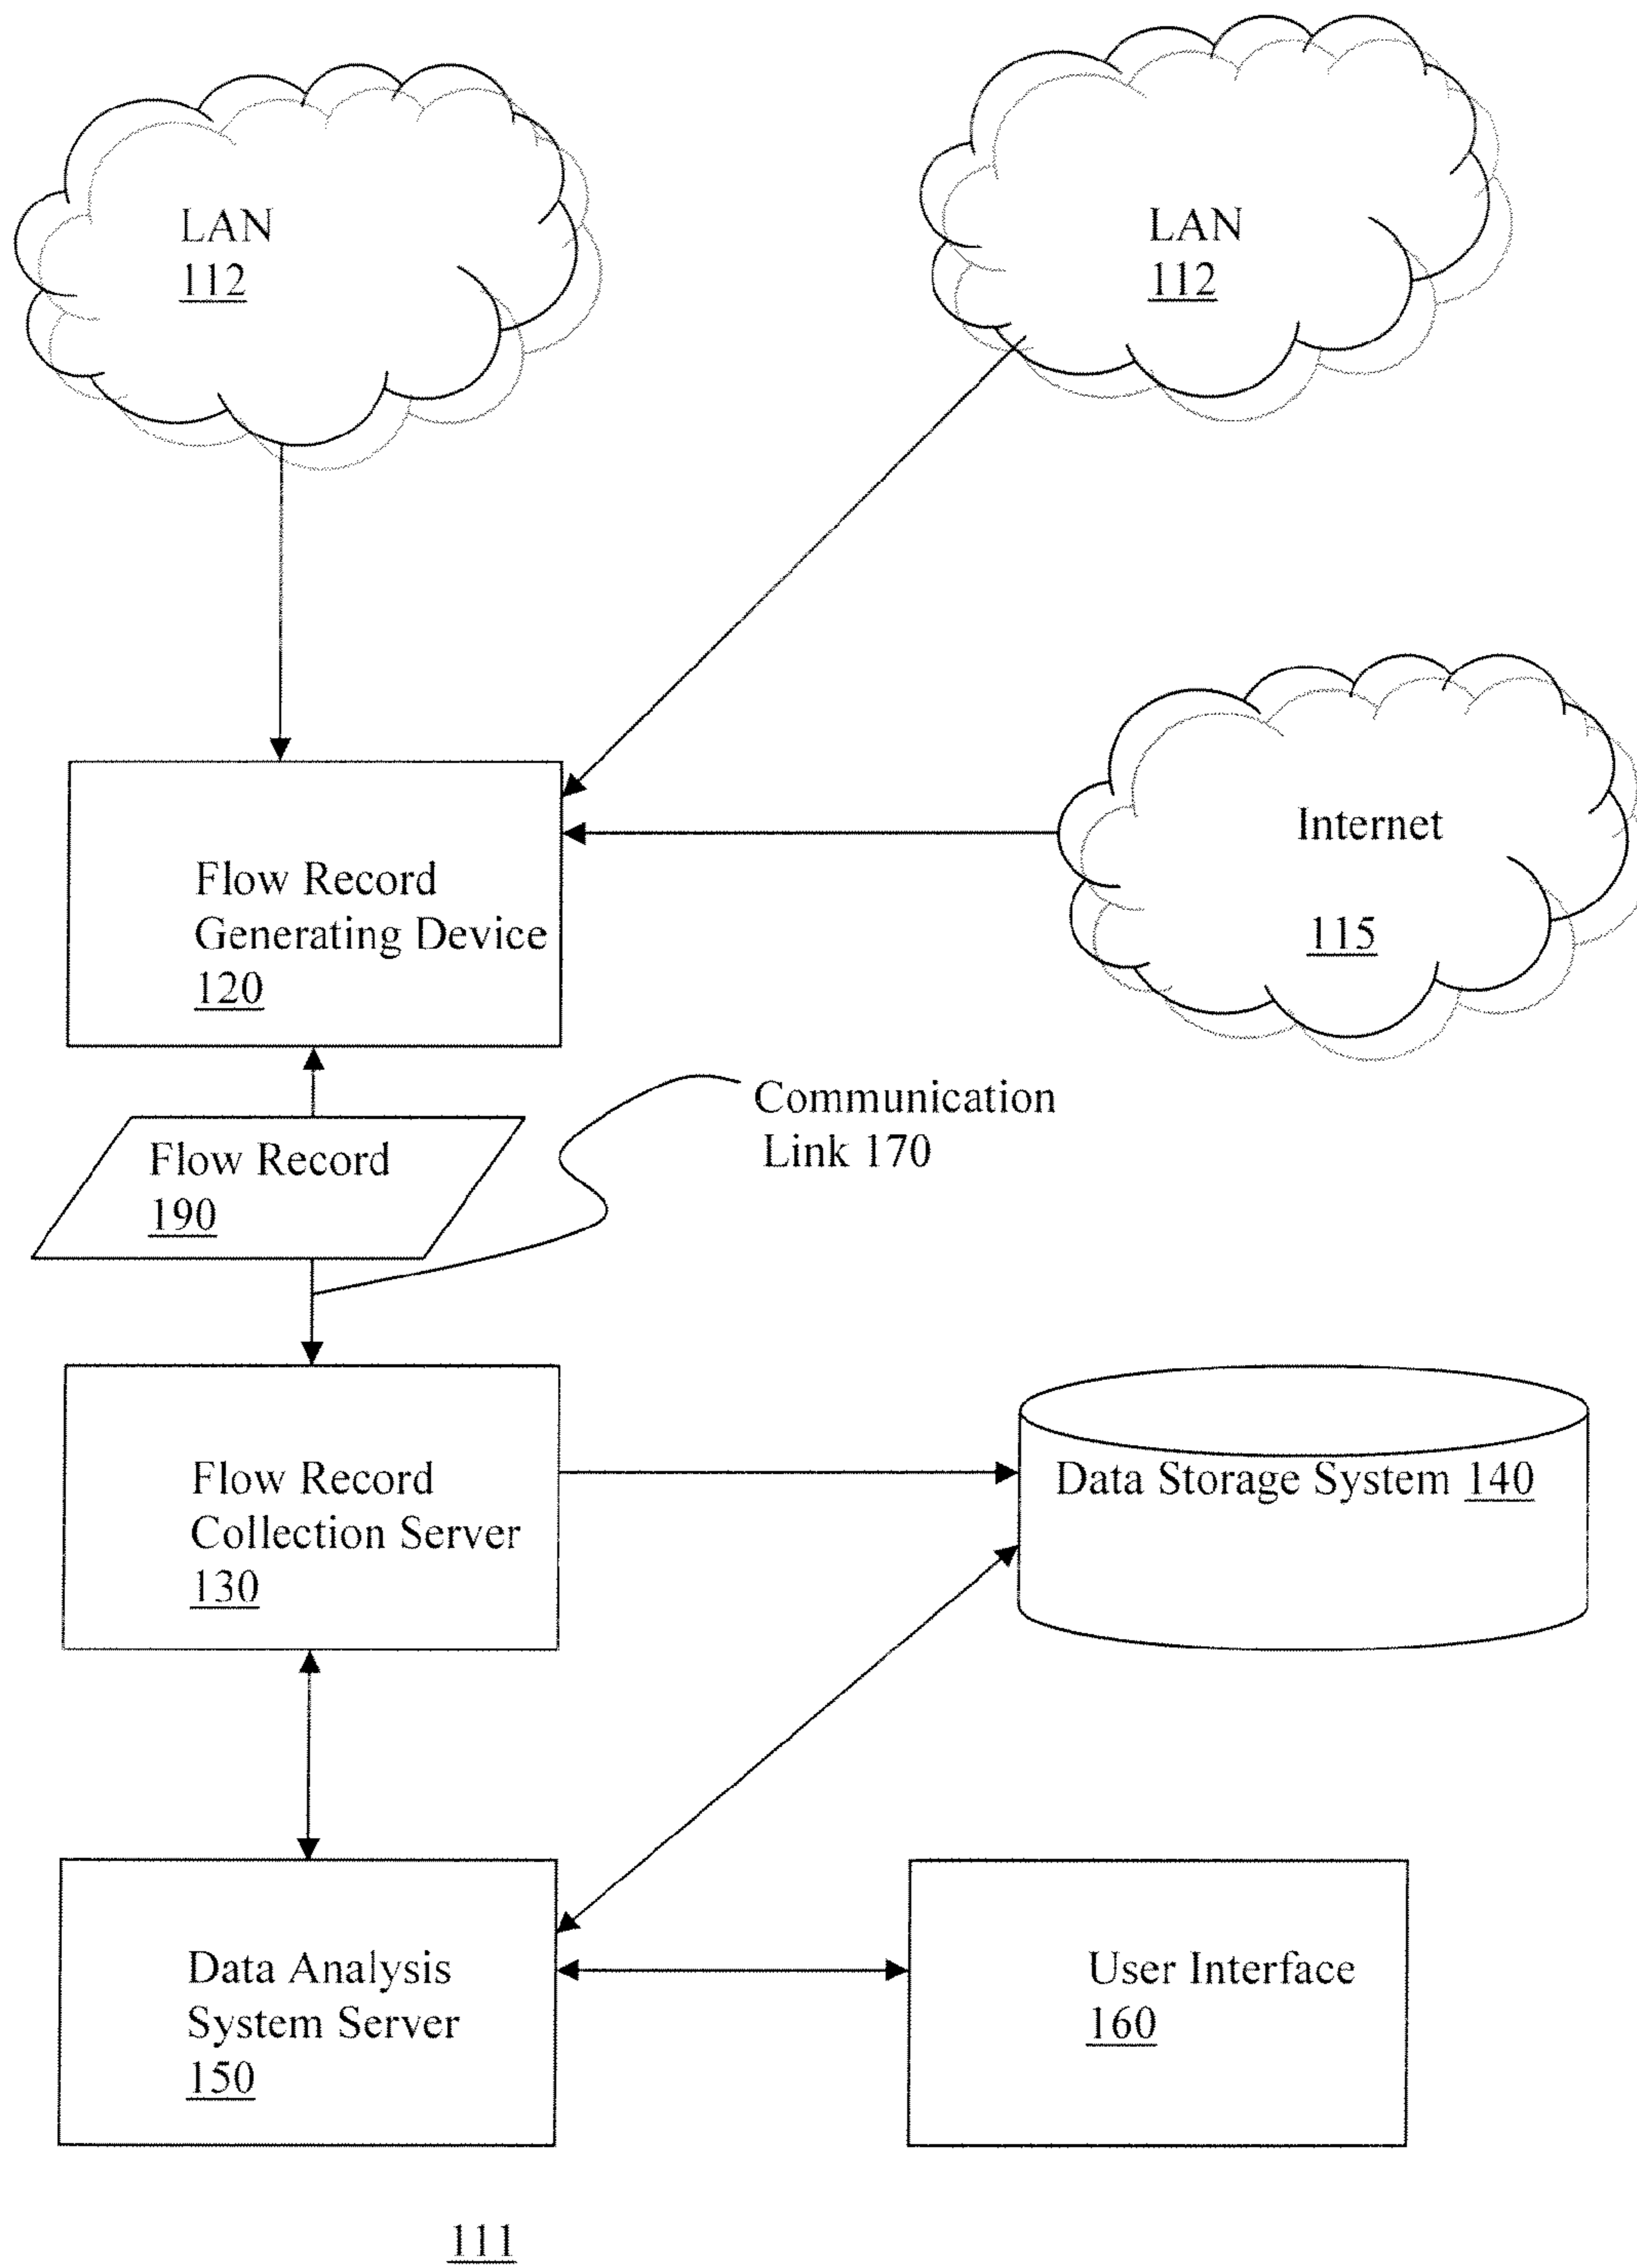 LAN
112
LAN
112
Internet
115
Flow Record
Generating Device
120
Communication
Link 170
Flow Record
190
Flow Record
Collection Server
130
Data Storage System 140
Data Analysis
System Server
150
User Interface
160
111